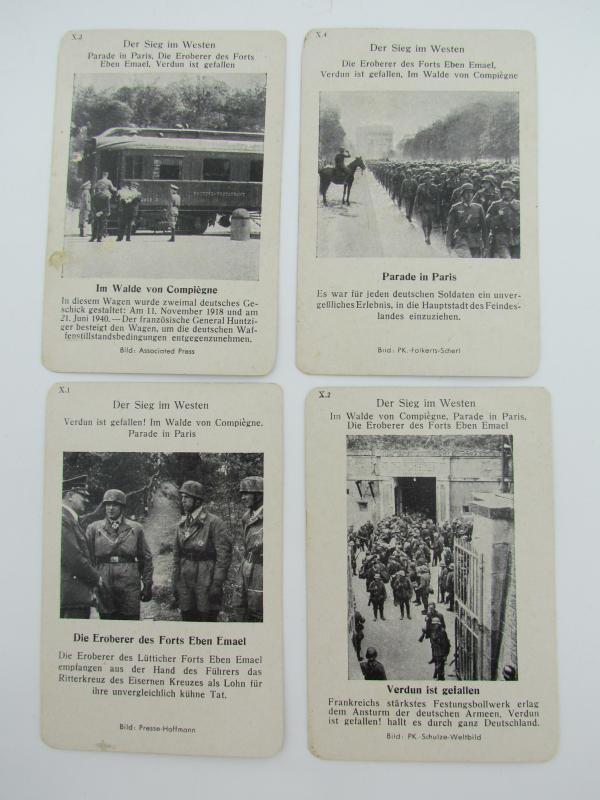 X.3
Der Sieg im Westen
Parade in Paris, Die Eroberer des Forts
Eben Emael, Verdun ist gefallen
Im Walde von Compiègne
In diesem Wagen wurde zweimal deutsches Ge-
schick gestaltet: Am 11. November 1918 und am
21. Juni 1940. — Der französische General Huntzi-
ger besteigt den Wagen, um die deutschen Waf-
fenstillstandsbedingungen entgegenzunehmen.
Bild: Associated Press
X.4
Der Sieg im Westen
Die Eroberer des Forts Eben Emael,
Verdun ist gefallen, Im Walde von Compiègne
Parade in Paris
Es war für jeden deutschen Soldaten ein unver-
geßliches Erlebnis, in die Hauptstadt des Feindes-
landes einzuziehen.
Bild: PK.-Folkerts-Scherl
X.1
Der Sieg im Westen
Verdun ist gefallen! Im Walde von Compiègne,
Parade in Paris
Die Eroberer des Forts Eben Emael
Die Eroberer des Lütticher Forts Eben Emael
empfangen aus der Hand des Führers das
Ritterkreuz des Eisernen Kreuzes als Lohn für
ihre unvergleichlich kühne Tat.
Bild: Presse-Hoffmann
X.2
Der Sieg im Westen
Im Walde von Compiègne, Parade in Paris,
Die Eroberer des Forts Eben Emael
Verdun ist gefallen
Frankreichs stärkstes Festungsbollwerk erlag
dem Ansturm der deutschen Armeen, Verdun
ist gefallen! hallt es durch ganz Deutschland.
Bild: PK.-Schulze-Weltbild